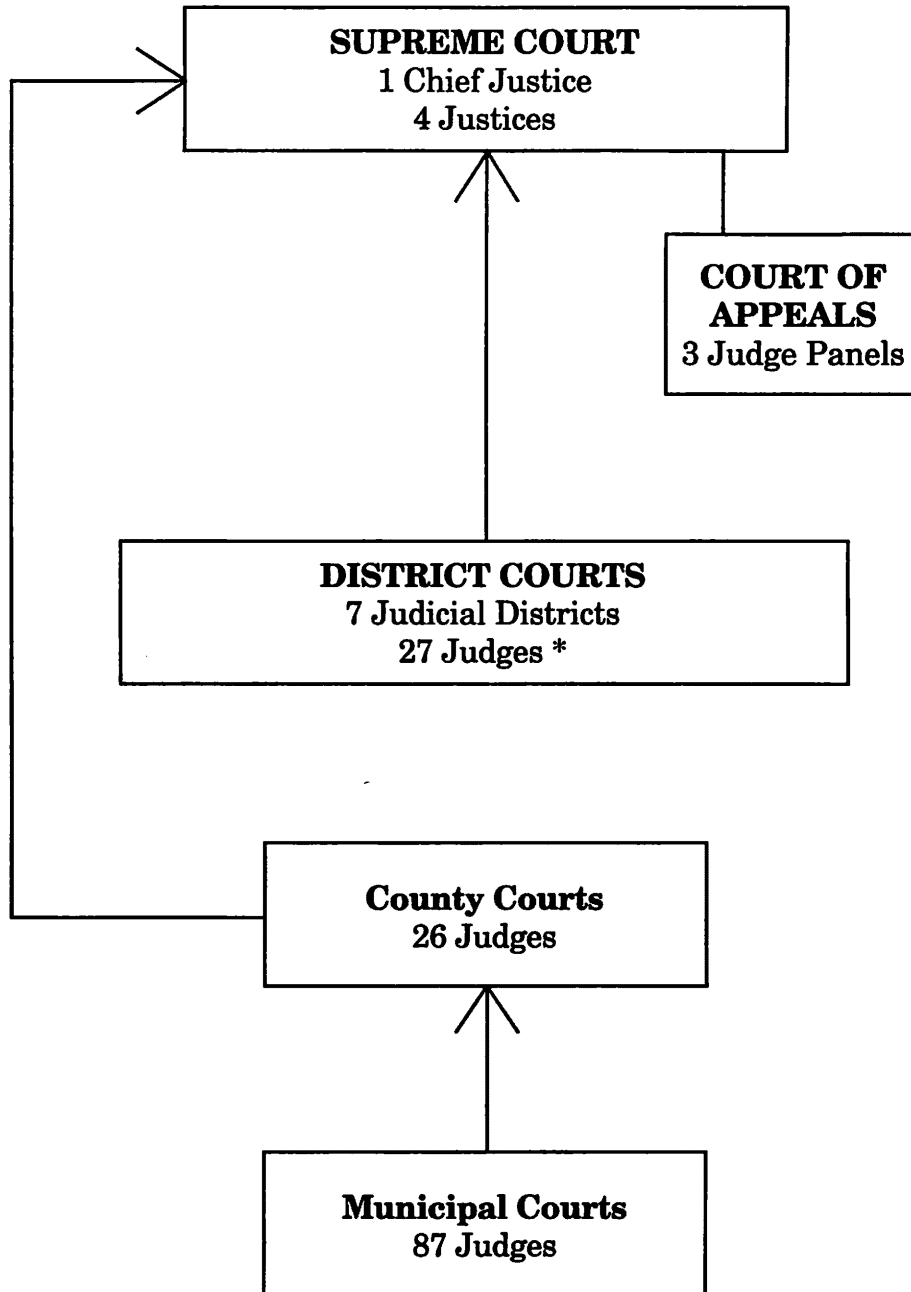 SUPREME COURT
1 Chief Justice
4 Justices
COURT OF
APPEALS
3 Judge Panels
DISTRICT COURTS
7 Judicial Districts
27 Judges *
County Courts
26 Judges
Municipal Courts
87 Judges